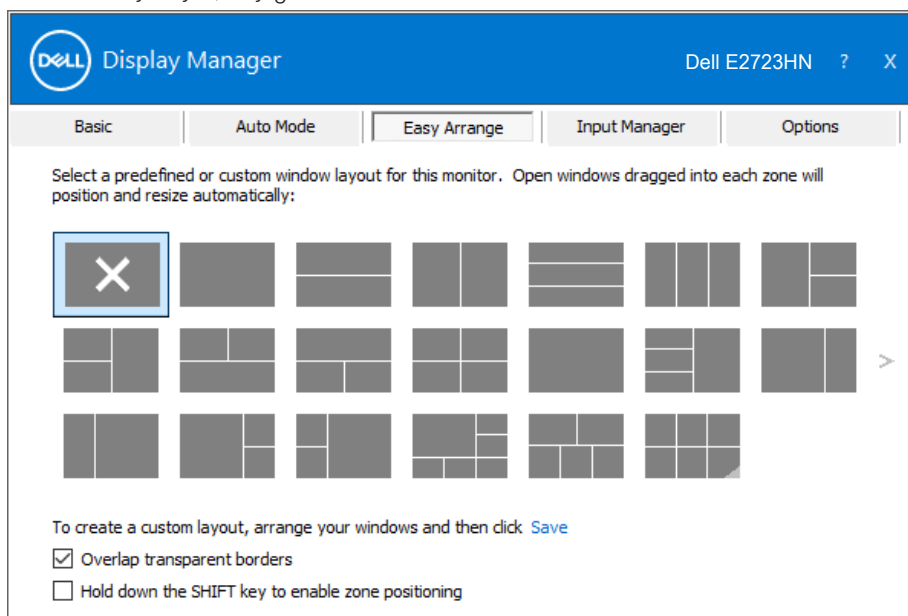 DELL Display Manager Dell E2723HN ? X
Basic Auto Mode Easy Arrange Input Manager Options
Select a predefined or custom window layout for this monitor. Open windows dragged into each zone will
position and resize automatically:
>
To create a custom layout, arrange your windows and then click Save
Overlap transparent borders
Hold down the SHIFT key to enable zone positioning